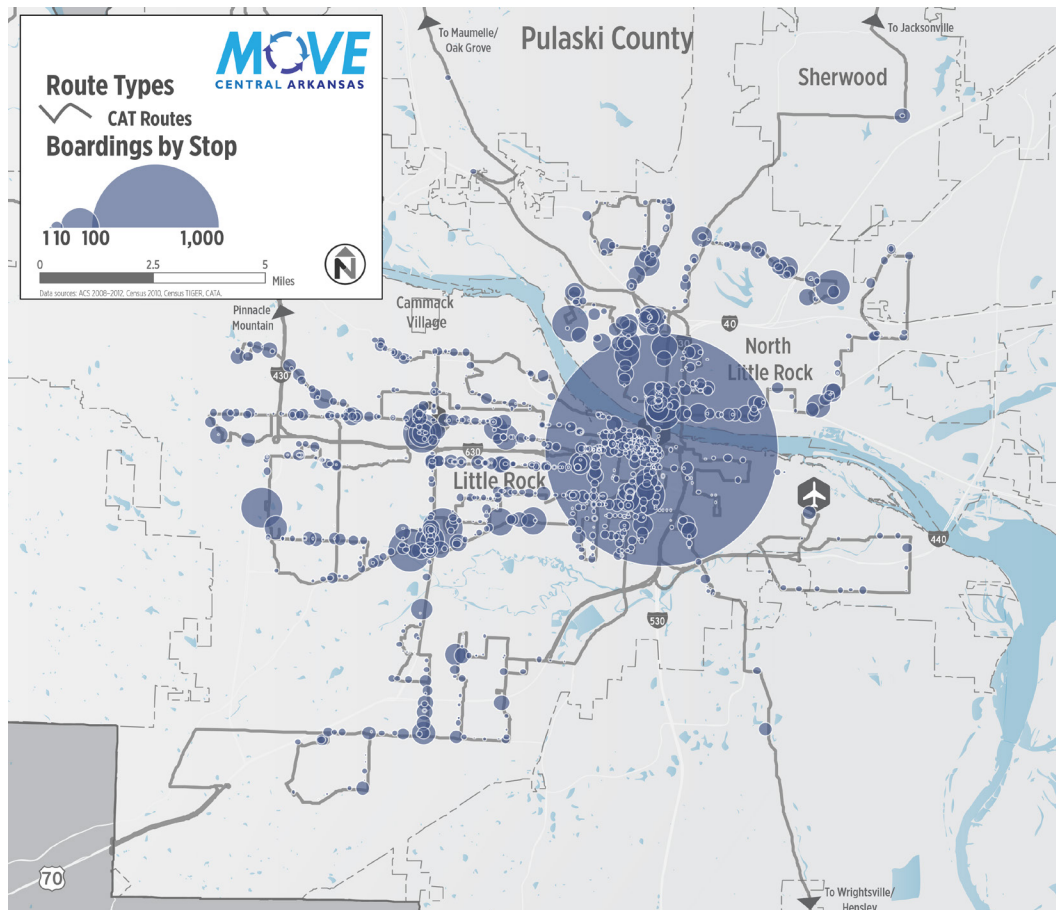 MOVE
CENTRAL ARKANSAS
Route Types
CAT Routes
Boardings by Stop
1 10 100 1,000
0 2.5 5
Miles
N
Data sources: ACS 2008-2012, Census 2010, Census TIGER, CATA.
To Maumelle/
Oak Grove
Pulaski County
To Jacksonville
Sherwood
Pinnacle
Mountain
Cammack
Village
40
North
Little Rock
430
630
Little Rock
440
530
70
To Wrightsville/
Hensley